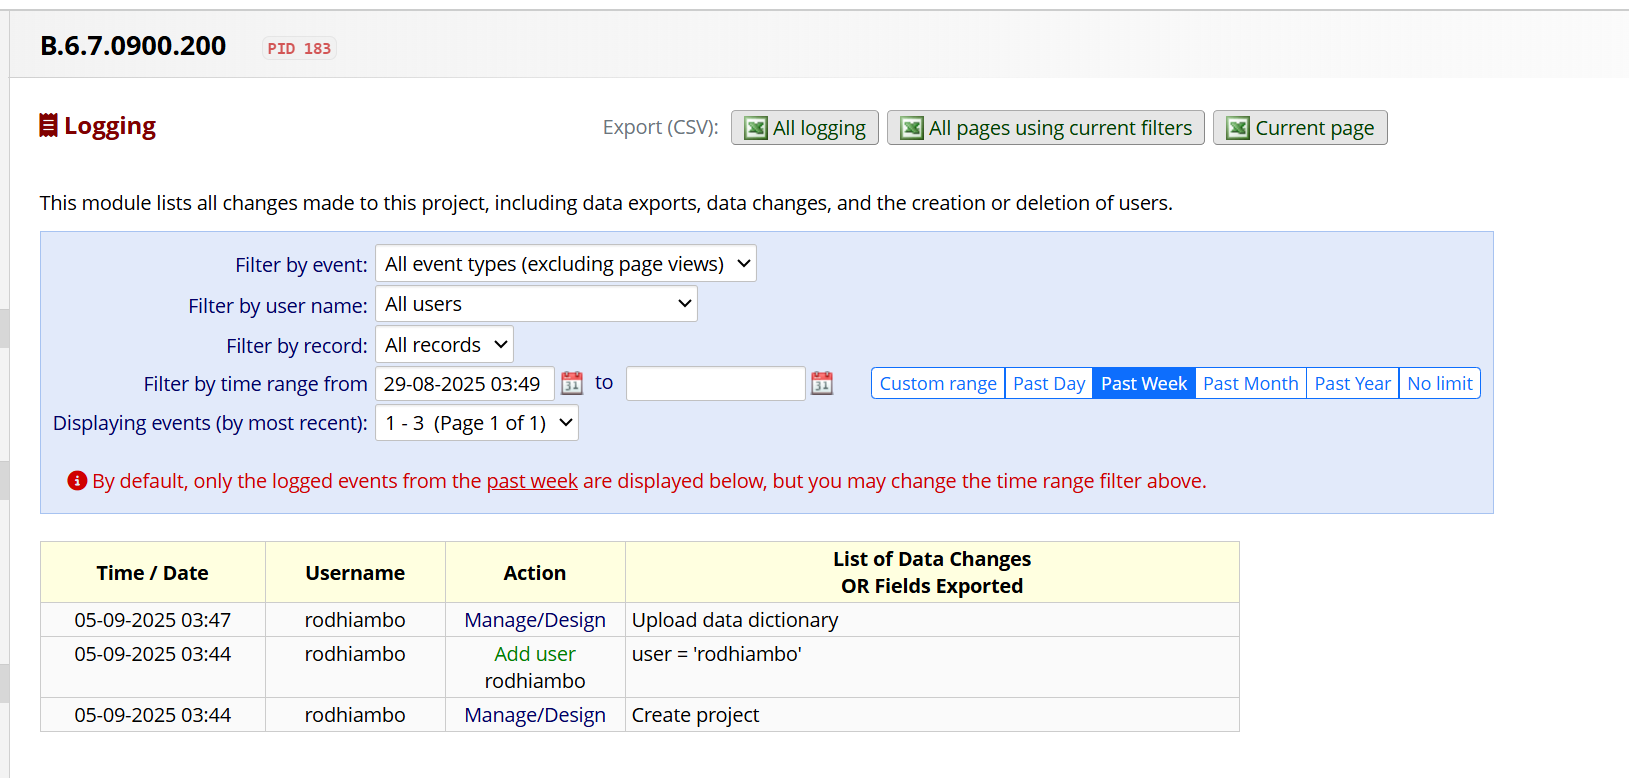 B.6.7.0900.200 PID 183
Logging Export (CSV): All logging All pages using current filters Current page
This module lists all changes made to this project, including data exports, data changes, and the creation or deletion of users.
Filter by event: All event types (excluding page views)
Filter by user name: All users
Filter by record: All records
Filter by time range from 29-08-2025 03:49 31 to 31 Custom range Past Day Past Week Past Month Past Year No limit
Displaying events (by most recent): 1 - 3 (Page 1 of 1)
By default, only the logged events from the past week are displayed below, but you may change the time range filter above.
Time / Date Username Action List of Data Changes
OR Fields Exported
05-09-2025 03:47 rodhiambo Manage/Design Upload data dictionary
05-09-2025 03:44 rodhiambo Add user user = 'rodhiambo'
rodhiambo
05-09-2025 03:44 rodhiambo Manage/Design Create project